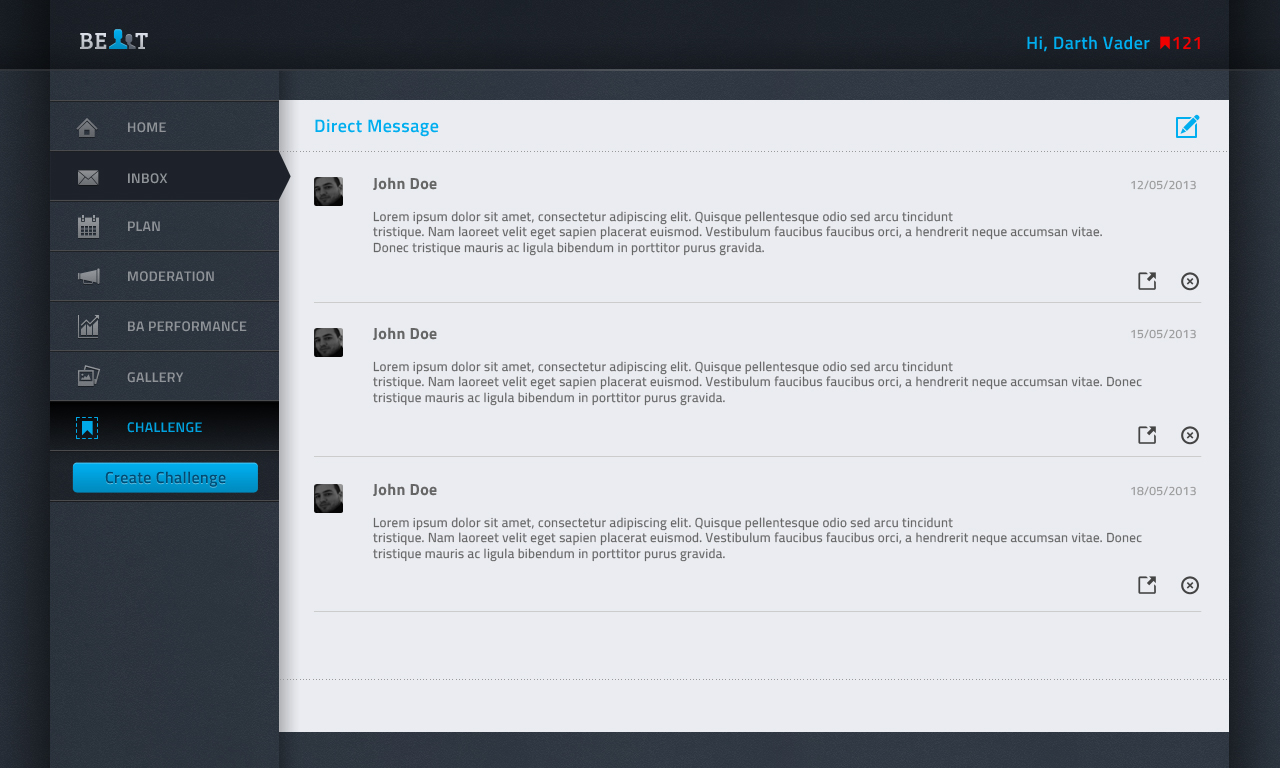 BE T
Hi, Darth Vader 121
HOME
INBOX
PLAN
MODERATION
BA PERFORMANCE
GALLERY
CHALLENGE
Create Challenge
Direct Message
John Doe 12/05/2013
Lorem ipsum dolor sit amet, consectetur adipiscing elit. Quisque pellentesque odio sed arcu tincidunt
tristique. Nam laoreet velit eget sapien placerat euismod. Vestibulum faucibus faucibus orci, a hendrerit neque accumsan vitae.
Donec tristique mauris ac ligula bibendum in porttitor purus gravida.
John Doe 15/05/2013
Lorem ipsum dolor sit amet, consectetur adipiscing elit. Quisque pellentesque odio sed arcu tincidunt
tristique. Nam laoreet velit eget sapien placerat euismod. Vestibulum faucibus faucibus orci, a hendrerit neque accumsan vitae. Donec
tristique mauris ac ligula bibendum in porttitor purus gravida.
John Doe 18/05/2013
Lorem ipsum dolor sit amet, consectetur adipiscing elit. Quisque pellentesque odio sed arcu tincidunt
tristique. Nam laoreet velit eget sapien placerat euismod. Vestibulum faucibus faucibus orci, a hendrerit neque accumsan vitae. Donec
tristique mauris ac ligula bibendum in porttitor purus gravida.